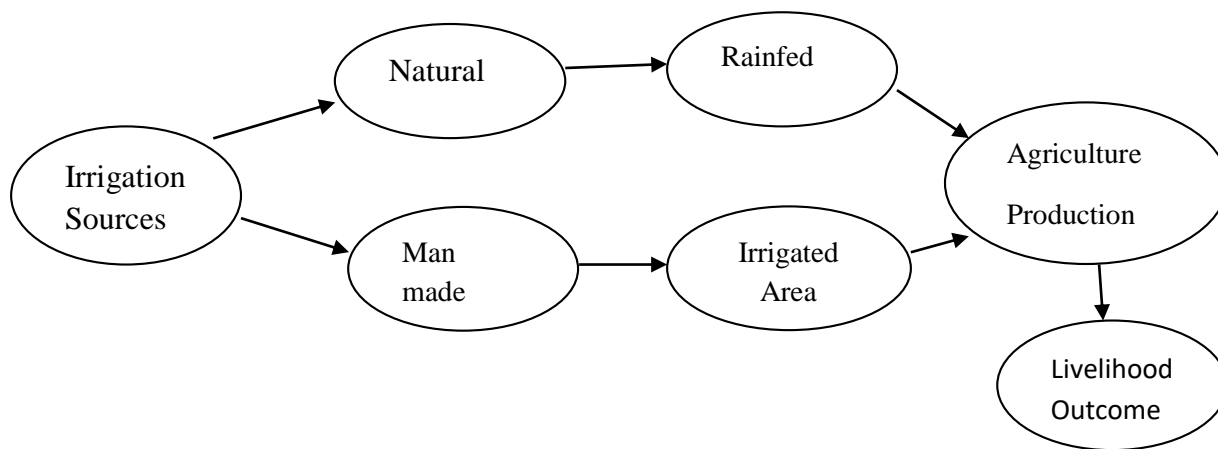 Natural
Rainfed
Irrigation
Sources
Agriculture
Production
Man
made
Irrigated
Area
Livelihood
Outcome